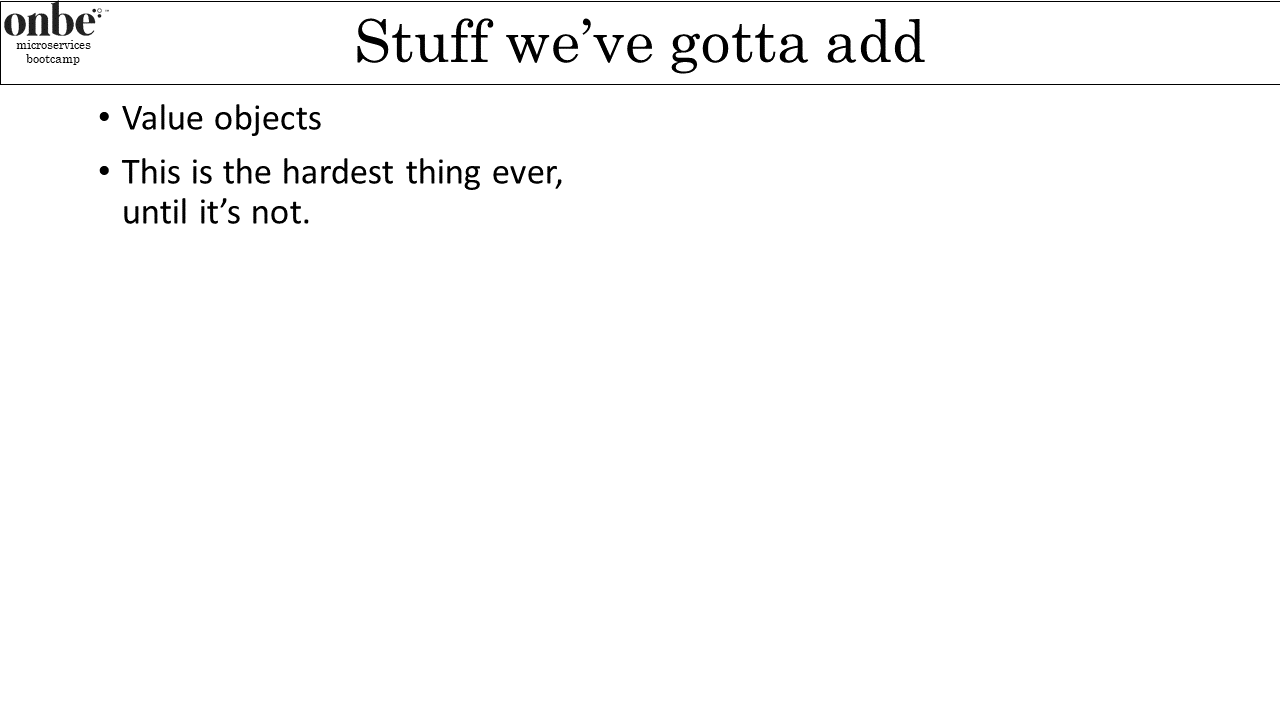 onbe
microservices
bootcamp
Stuff we’ve gotta add
• Value objects
• This is the hardest thing ever,
until it’s not.